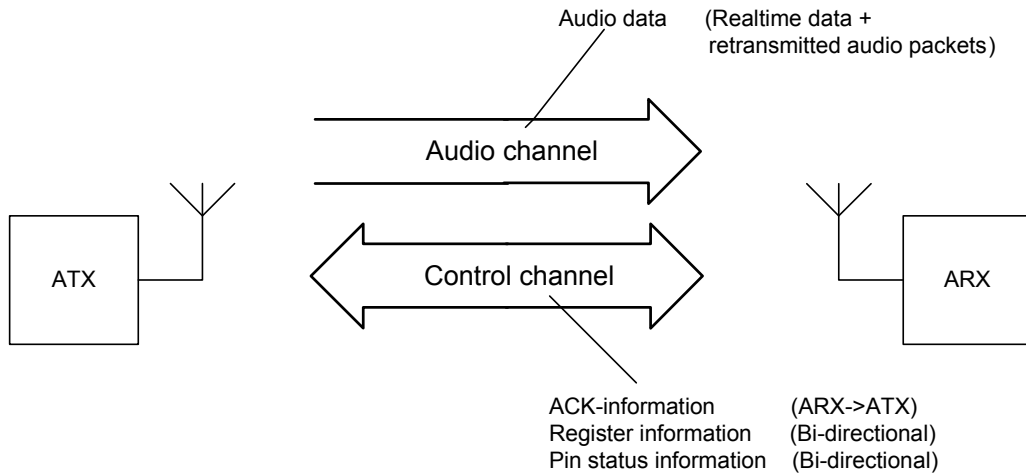 Audio data (Realtime data +
retransmitted audio packets)
Audio channel
ATX
Control channel
ARX
ACK-information (ARX->ATX)
Register information (Bi-directional)
Pin status information (Bi-directional)